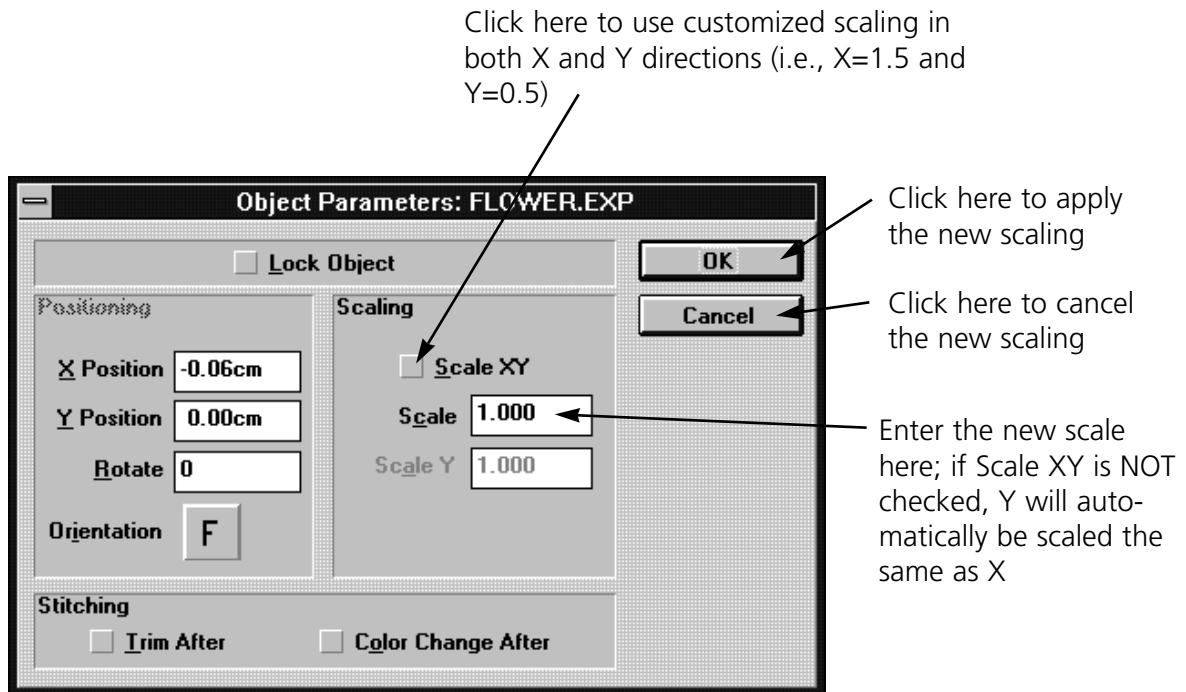 Click here to use customized scaling in
both X and Y directions (i.e., X=1.5 and
Y=0.5)
Object Parameters: FLOWER.EXP
Lock Object
OK
Click here to apply
the new scaling
Cancel
Click here to cancel
the new scaling
Positioning
X Position -0.06cm
Y Position 0.00cm
Rotate 0
Orientation F
Scaling
Scale XY
Scale 1.000
Scale Y 1.000
Enter the new scale
here; if Scale XY is NOT
checked, Y will auto-
matically be scaled the
same as X
Stitching
Trim After Color Change After